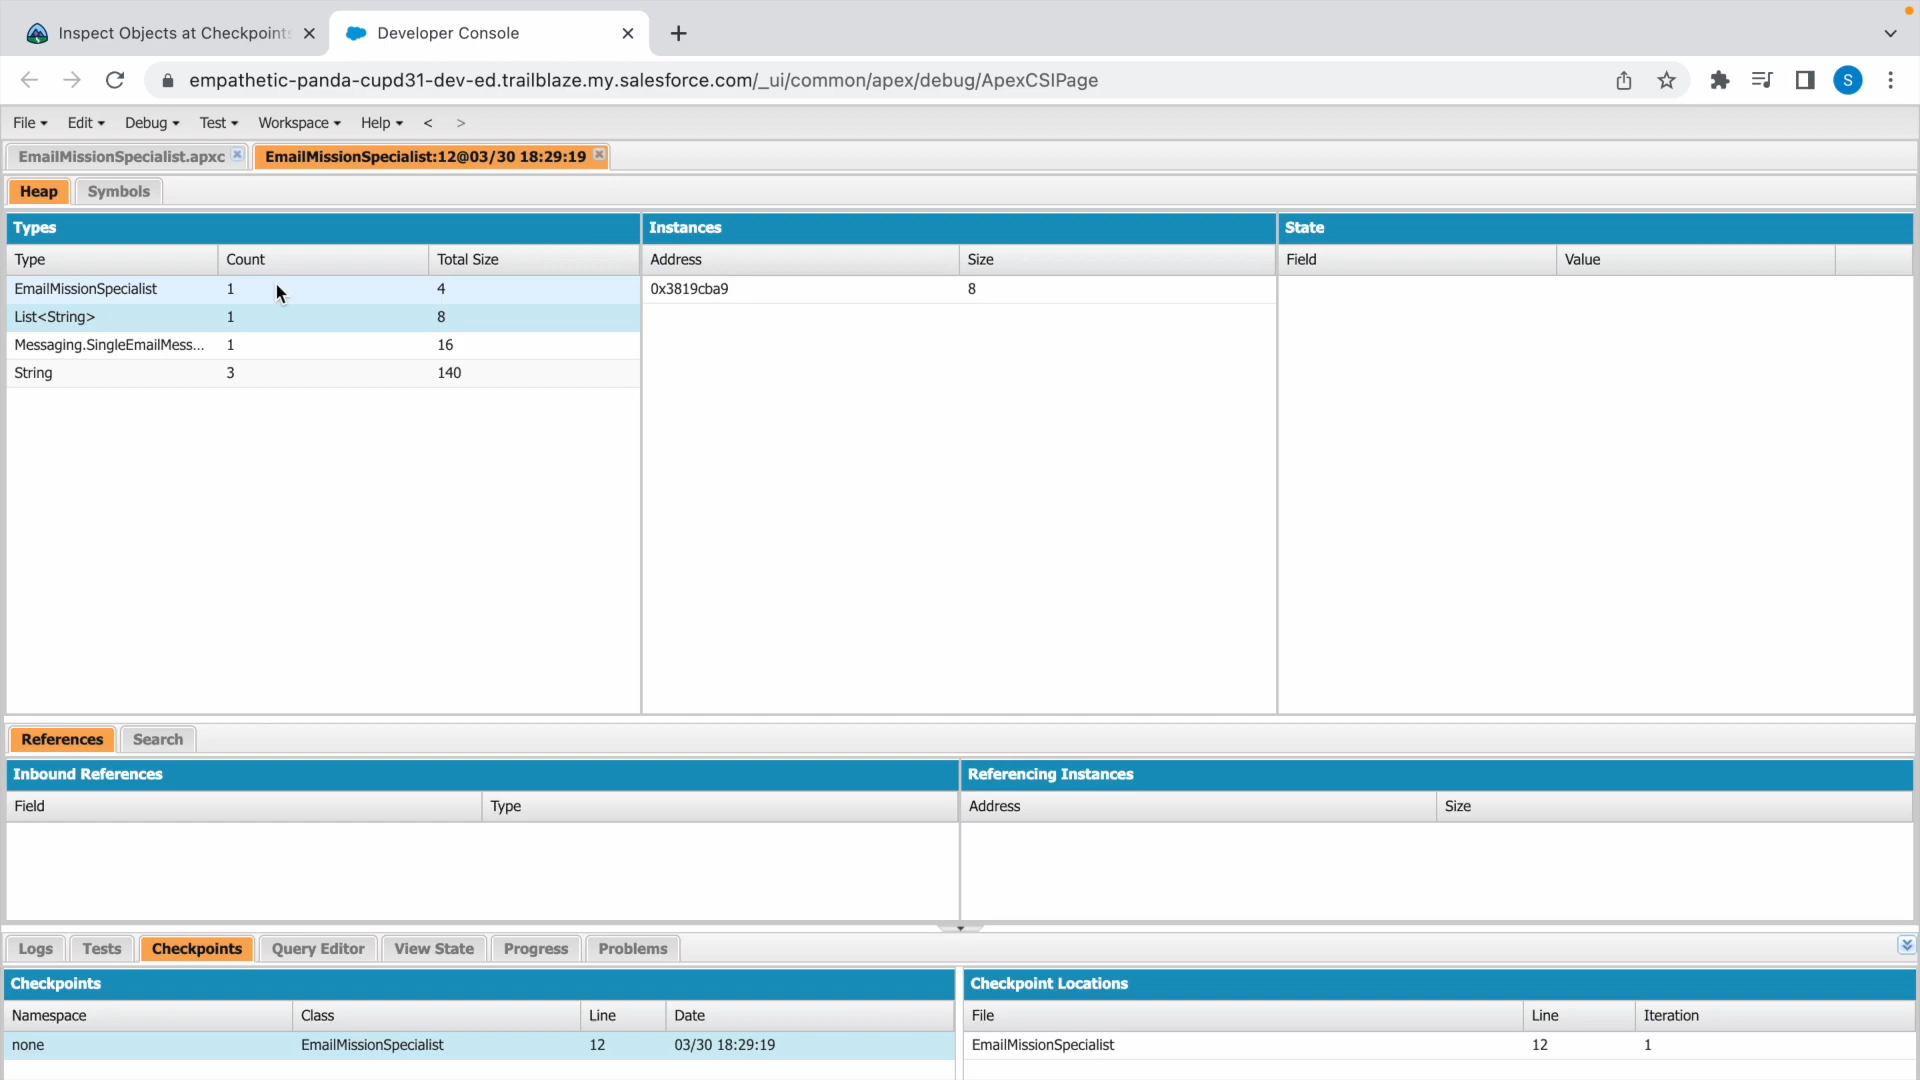 Inspect Objects at Checkpoints
Developer Console
empathetic-panda-cupd31-dev-ed.trailblaze.my.salesforce.com/_ui/common/apex/debug/ApexCSIPage
S
File Edit Debug Test Workspace Help < >
EmailMissionSpecialist.apxc
EmailMissionSpecialist:12@03/30 18:29:19
Heap Symbols
Types Instances State
Type Count Total Size Address Size Field Value
EmailMissionSpecialist 1 4 0x3819cba9 8
List<String> 1 8
Messaging.SingleEmailMess... 1 16
String 3 140
References Search
Inbound References Referencing Instances
Field Type Address Size
Logs Tests Checkpoints Query Editor View State Progress Problems
Checkpoints Checkpoint Locations
Namespace Class Line Date File Line Iteration
none EmailMissionSpecialist 12 03/30 18:29:19 EmailMissionSpecialist 12 1